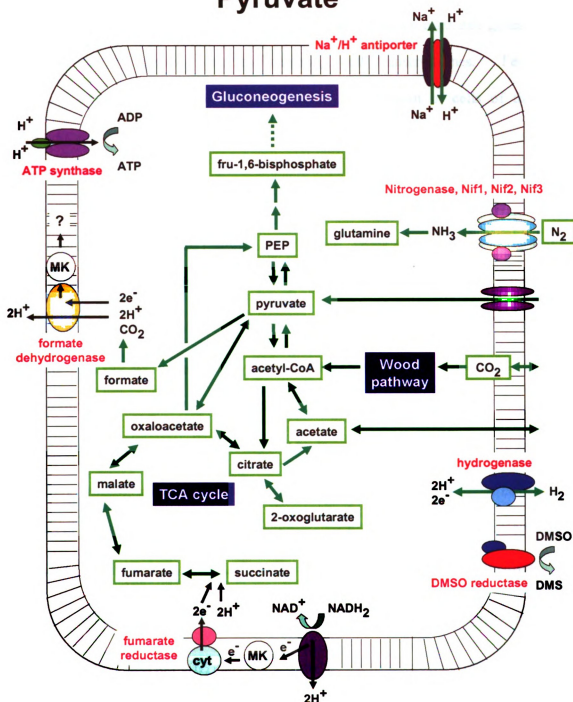 Pyruvate
Na⁺/H⁺ antiporter
Na⁺ H⁺
Na⁺ H⁺
Gluconeogenesis
H⁺
H⁺
ADP
ATP
ATP synthase
fru-1,6-bisphosphate
Nitrogenase, Nif1, Nif2, Nif3
glutamine
NH₃
N₂
?
MK
PEP
2H⁺
2e⁻
2H⁺
CO₂
formate
dehydrogenase
pyruvate
formate
acetyl-CoA
Wood
pathway
CO₂
oxaloacetate
acetate
citrate
malate
TCA cycle
2-oxoglutarate
hydrogenase
2H⁺
2e⁻
H₂
DMSO
DMS
DMSO reductase
fumarate
succinate
2e⁻ 2H⁺
NAD⁺ NADH₂
fumarate
reductase
cyt
e⁻
MK
e⁻
2H⁺